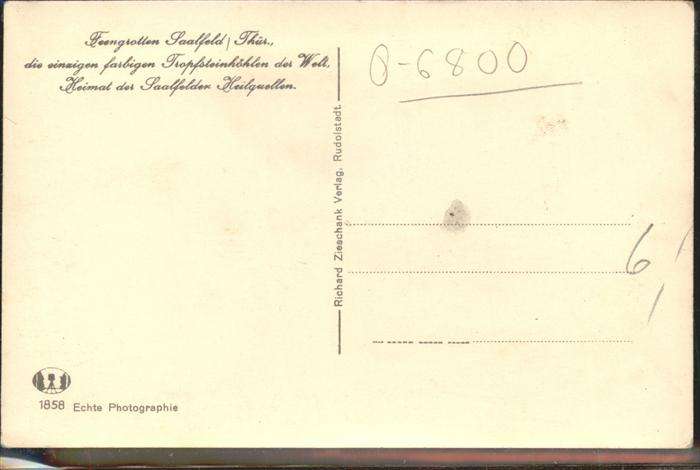 Feengrotten Saalfeld / Thür.,
die einzigen farbigen Tropfsteinhöhlen der Welt.
Heimat der Saalfelder Heilquellen.
Richard Zieschank Verlag, Rudolstadt.
0-6800
6
1858 Echte Photographie